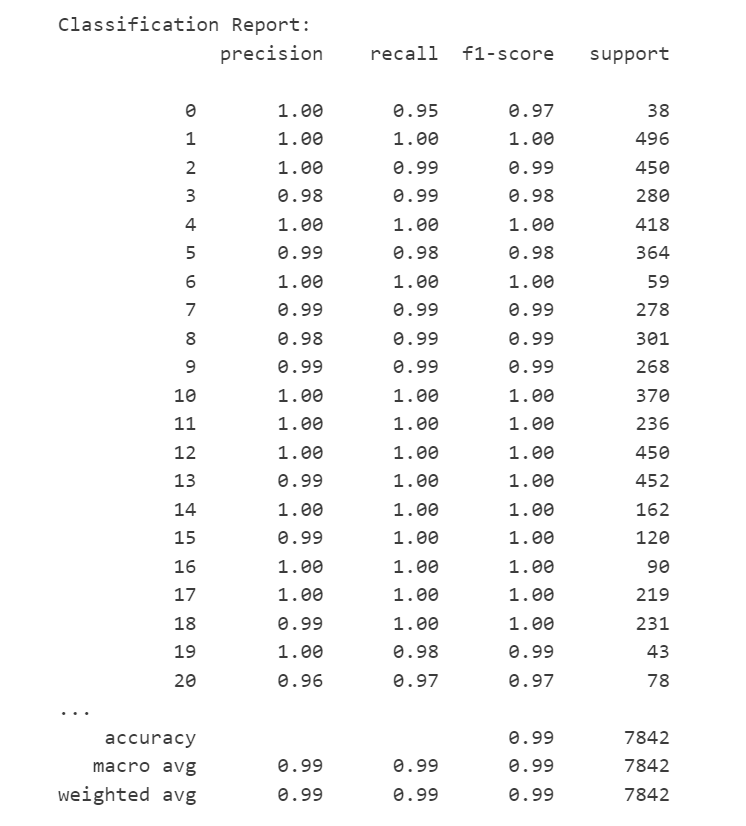 Classification Report:
precision recall f1-score support
0 1.00 0.95 0.97 38
1 1.00 1.00 1.00 496
2 1.00 0.99 0.99 450
3 0.98 0.99 0.98 280
4 1.00 1.00 1.00 418
5 0.99 0.98 0.98 364
6 1.00 1.00 1.00 59
7 0.99 0.99 0.99 278
8 0.98 0.99 0.99 301
9 0.99 0.99 0.99 268
10 1.00 1.00 1.00 370
11 1.00 1.00 1.00 236
12 1.00 1.00 1.00 450
13 0.99 1.00 1.00 452
14 1.00 1.00 1.00 162
15 0.99 1.00 1.00 120
16 1.00 1.00 1.00 90
17 1.00 1.00 1.00 219
18 0.99 1.00 1.00 231
19 1.00 0.98 0.99 43
20 0.96 0.97 0.97 78
...
accuracy 0.99 7842
macro avg 0.99 0.99 0.99 7842
weighted avg 0.99 0.99 0.99 7842